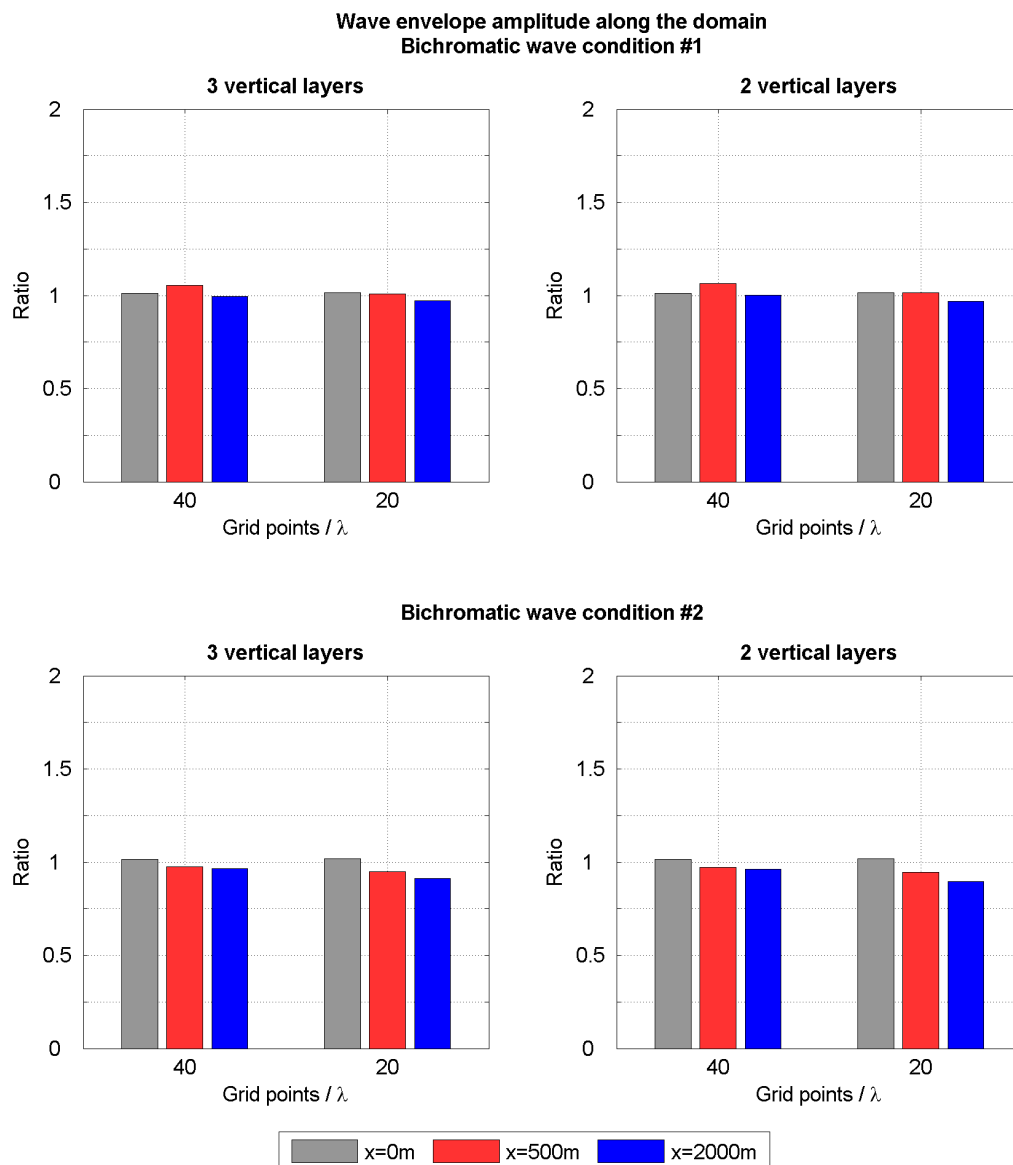 Wave envelope amplitude along the domain
Bichromatic wave condition #1
3 vertical layers
2
1.5
1
0.5
0
Ratio
40 20
Grid points / λ
2 vertical layers
2
1.5
1
0.5
0
Ratio
40 20
Grid points / λ
Bichromatic wave condition #2
3 vertical layers
2
1.5
1
0.5
0
Ratio
40 20
Grid points / λ
2 vertical layers
2
1.5
1
0.5
0
Ratio
40 20
Grid points / λ
x=0m x=500m x=2000m